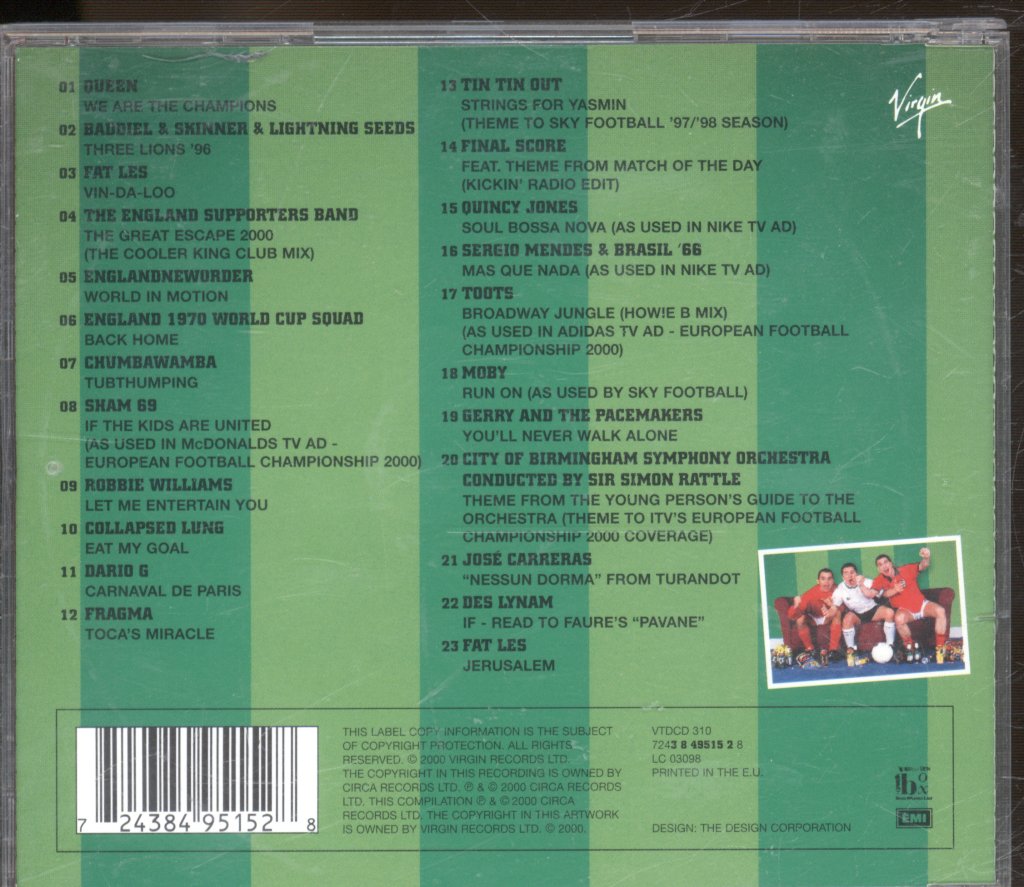 01 QUEEN
WE ARE THE CHAMPIONS
02 BADDIEL & SKINNER & LIGHTNING SEEDS
THREE LIONS '96
03 FAT LES
VIN-DA-LOO
04 THE ENGLAND SUPPORTERS BAND
THE GREAT ESCAPE 2000
(THE COOLER KING CLUB MIX)
05 ENGLANDNEWORDER
WORLD IN MOTION
06 ENGLAND 1970 WORLD CUP SQUAD
BACK HOME
07 CHUMBAWAMBA
TUBTHUMPING
08 SHAM 69
IF THE KIDS ARE UNITED
(AS USED IN McDONALDS TV AD -
EUROPEAN FOOTBALL CHAMPIONSHIP 2000)
09 ROBBIE WILLIAMS
LET ME ENTERTAIN YOU
10 COLLAPSED LUNG
EAT MY GOAL
11 DARIO G
CARNAVAL DE PARIS
12 FRAGMA
TOCA'S MIRACLE
13 TIN TIN OUT
STRINGS FOR YASMIN
(THEME TO SKY FOOTBALL '97/'98 SEASON)
14 FINAL SCORE
FEAT. THEME FROM MATCH OF THE DAY
(KICKIN' RADIO EDIT)
15 QUINCY JONES
SOUL BOSSA NOVA (AS USED IN NIKE TV AD)
16 SERGIO MENDES & BRASIL '66
MAS QUE NADA (AS USED IN NIKE TV AD)
17 TOOTS
BROADWAY JUNGLE (HOW!E B MIX)
(AS USED IN ADIDAS TV AD - EUROPEAN FOOTBALL
CHAMPIONSHIP 2000)
18 MOBY
RUN ON (AS USED BY SKY FOOTBALL)
19 GERRY AND THE PACEMAKERS
YOU'LL NEVER WALK ALONE
20 CITY OF BIRMINGHAM SYMPHONY ORCHESTRA
CONDUCTED BY SIR SIMON RATTLE
THEME FROM THE YOUNG PERSON'S GUIDE TO THE
ORCHESTRA (THEME TO ITV'S EUROPEAN FOOTBALL
CHAMPIONSHIP 2000 COVERAGE)
21 JOSÉ CARRERAS
"NESSUN DORMA" FROM TURANDOT
22 DES LYNAM
IF - READ TO FAURE'S "PAVANE"
23 FAT LES
JERUSALEM
Virgin
7 24384 95152 8
THIS LABEL COPY INFORMATION IS THE SUBJECT
OF COPYRIGHT PROTECTION. ALL RIGHTS
RESERVED. © 2000 VIRGIN RECORDS LTD.
THE COPYRIGHT IN THIS RECORDING IS OWNED BY
CIRCA RECORDS LTD. ℗ & © 2000 CIRCA RECORDS
LTD. THIS COMPILATION ℗ & © 2000 CIRCA
RECORDS LTD. THE COPYRIGHT IN THIS ARTWORK
IS OWNED BY VIRGIN RECORDS LTD. © 2000.
VTDCD 310
7243 8 49515 2 8
LC 03098
PRINTED IN THE E.U.
DESIGN: THE DESIGN CORPORATION
box
EMI